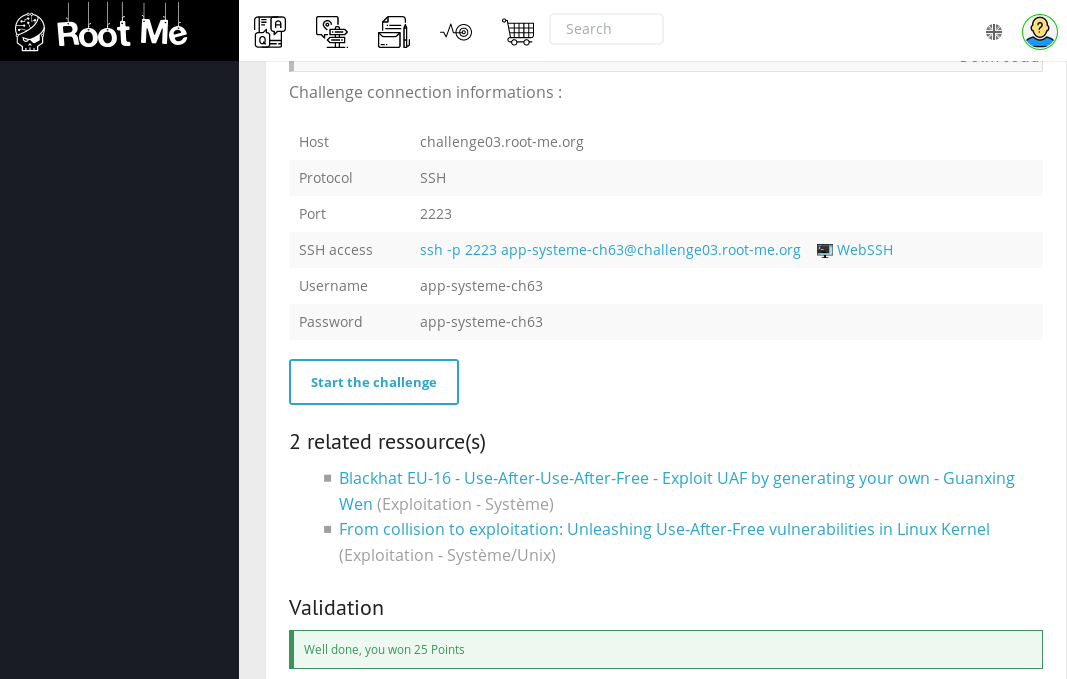 Root Me
Search
Challenge connection informations :
Host challenge03.root-me.org
Protocol SSH
Port 2223
SSH access ssh -p 2223 app-systeme-ch63@challenge03.root-me.org WebSSH
Username app-systeme-ch63
Password app-systeme-ch63
Start the challenge
2 related ressource(s)
Blackhat EU-16 - Use-After-Use-After-Free - Exploit UAF by generating your own - Guanxing
Wen (Exploitation - Système)
From collision to exploitation: Unleashing Use-After-Free vulnerabilities in Linux Kernel
(Exploitation - Système/Unix)
Validation
Well done, you won 25 Points